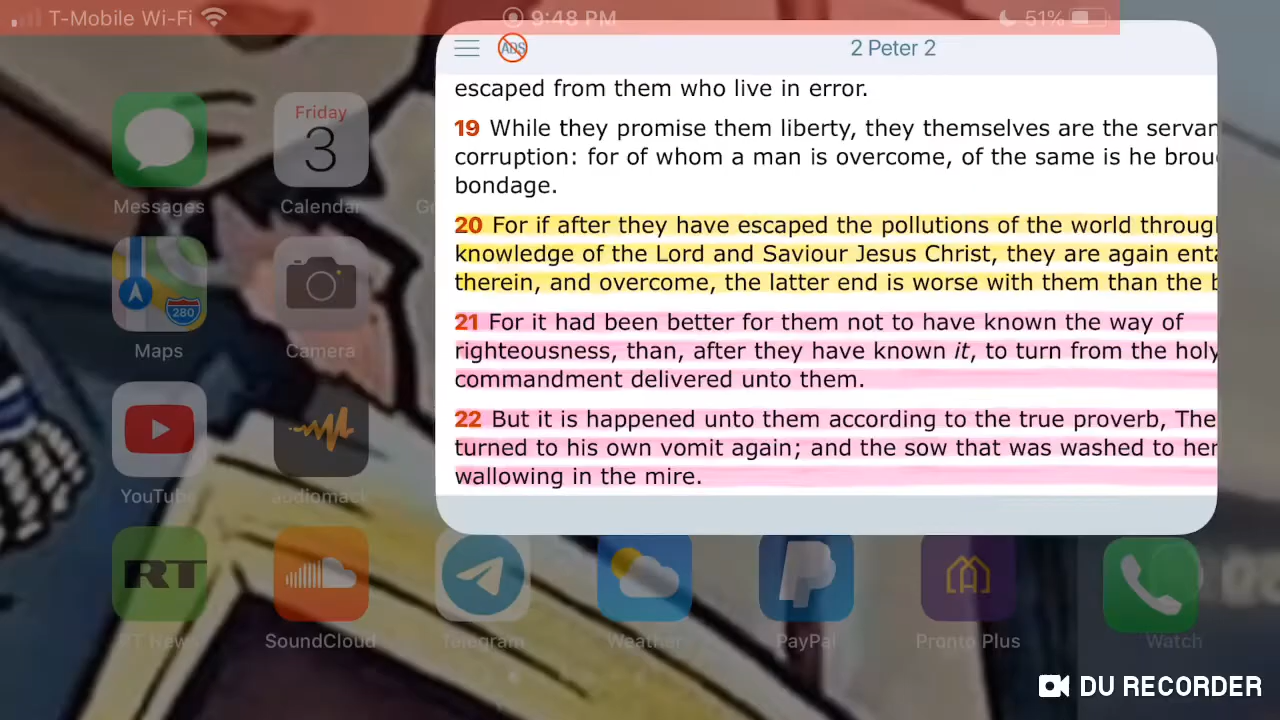 T-Mobile Wi-Fi 9:48 PM 51%
ADS 2 Peter 2
escaped from them who live in error.
19 While they promise them liberty, they themselves are the servan
corruption: for of whom a man is overcome, of the same is he brou
bondage.
20 For if after they have escaped the pollutions of the world throug
knowledge of the Lord and Saviour Jesus Christ, they are again enta
therein, and overcome, the latter end is worse with them than the b
21 For it had been better for them not to have known the way of
righteousness, than, after they have known it, to turn from the holy
commandment delivered unto them.
22 But it is happened unto them according to the true proverb, The
turned to his own vomit again; and the sow that was washed to her
wallowing in the mire.
Friday
3
Messages Calendar
280
Maps Camera
YouTube audiomack
RT
RT News SoundCloud Telegram Weather PayPal Pronto Plus Watch
DU RECORDER